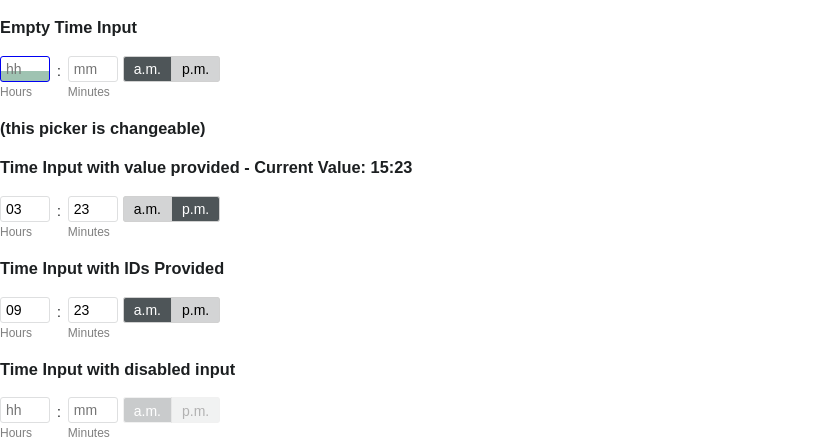 Empty Time Input
hh : mm a.m. p.m.
Hours Minutes
(this picker is changeable)
Time Input with value provided - Current Value: 15:23
03 : 23 a.m. p.m.
Hours Minutes
Time Input with IDs Provided
09 : 23 a.m. p.m.
Hours Minutes
Time Input with disabled input
hh : mm a.m. p.m.
Hours Minutes